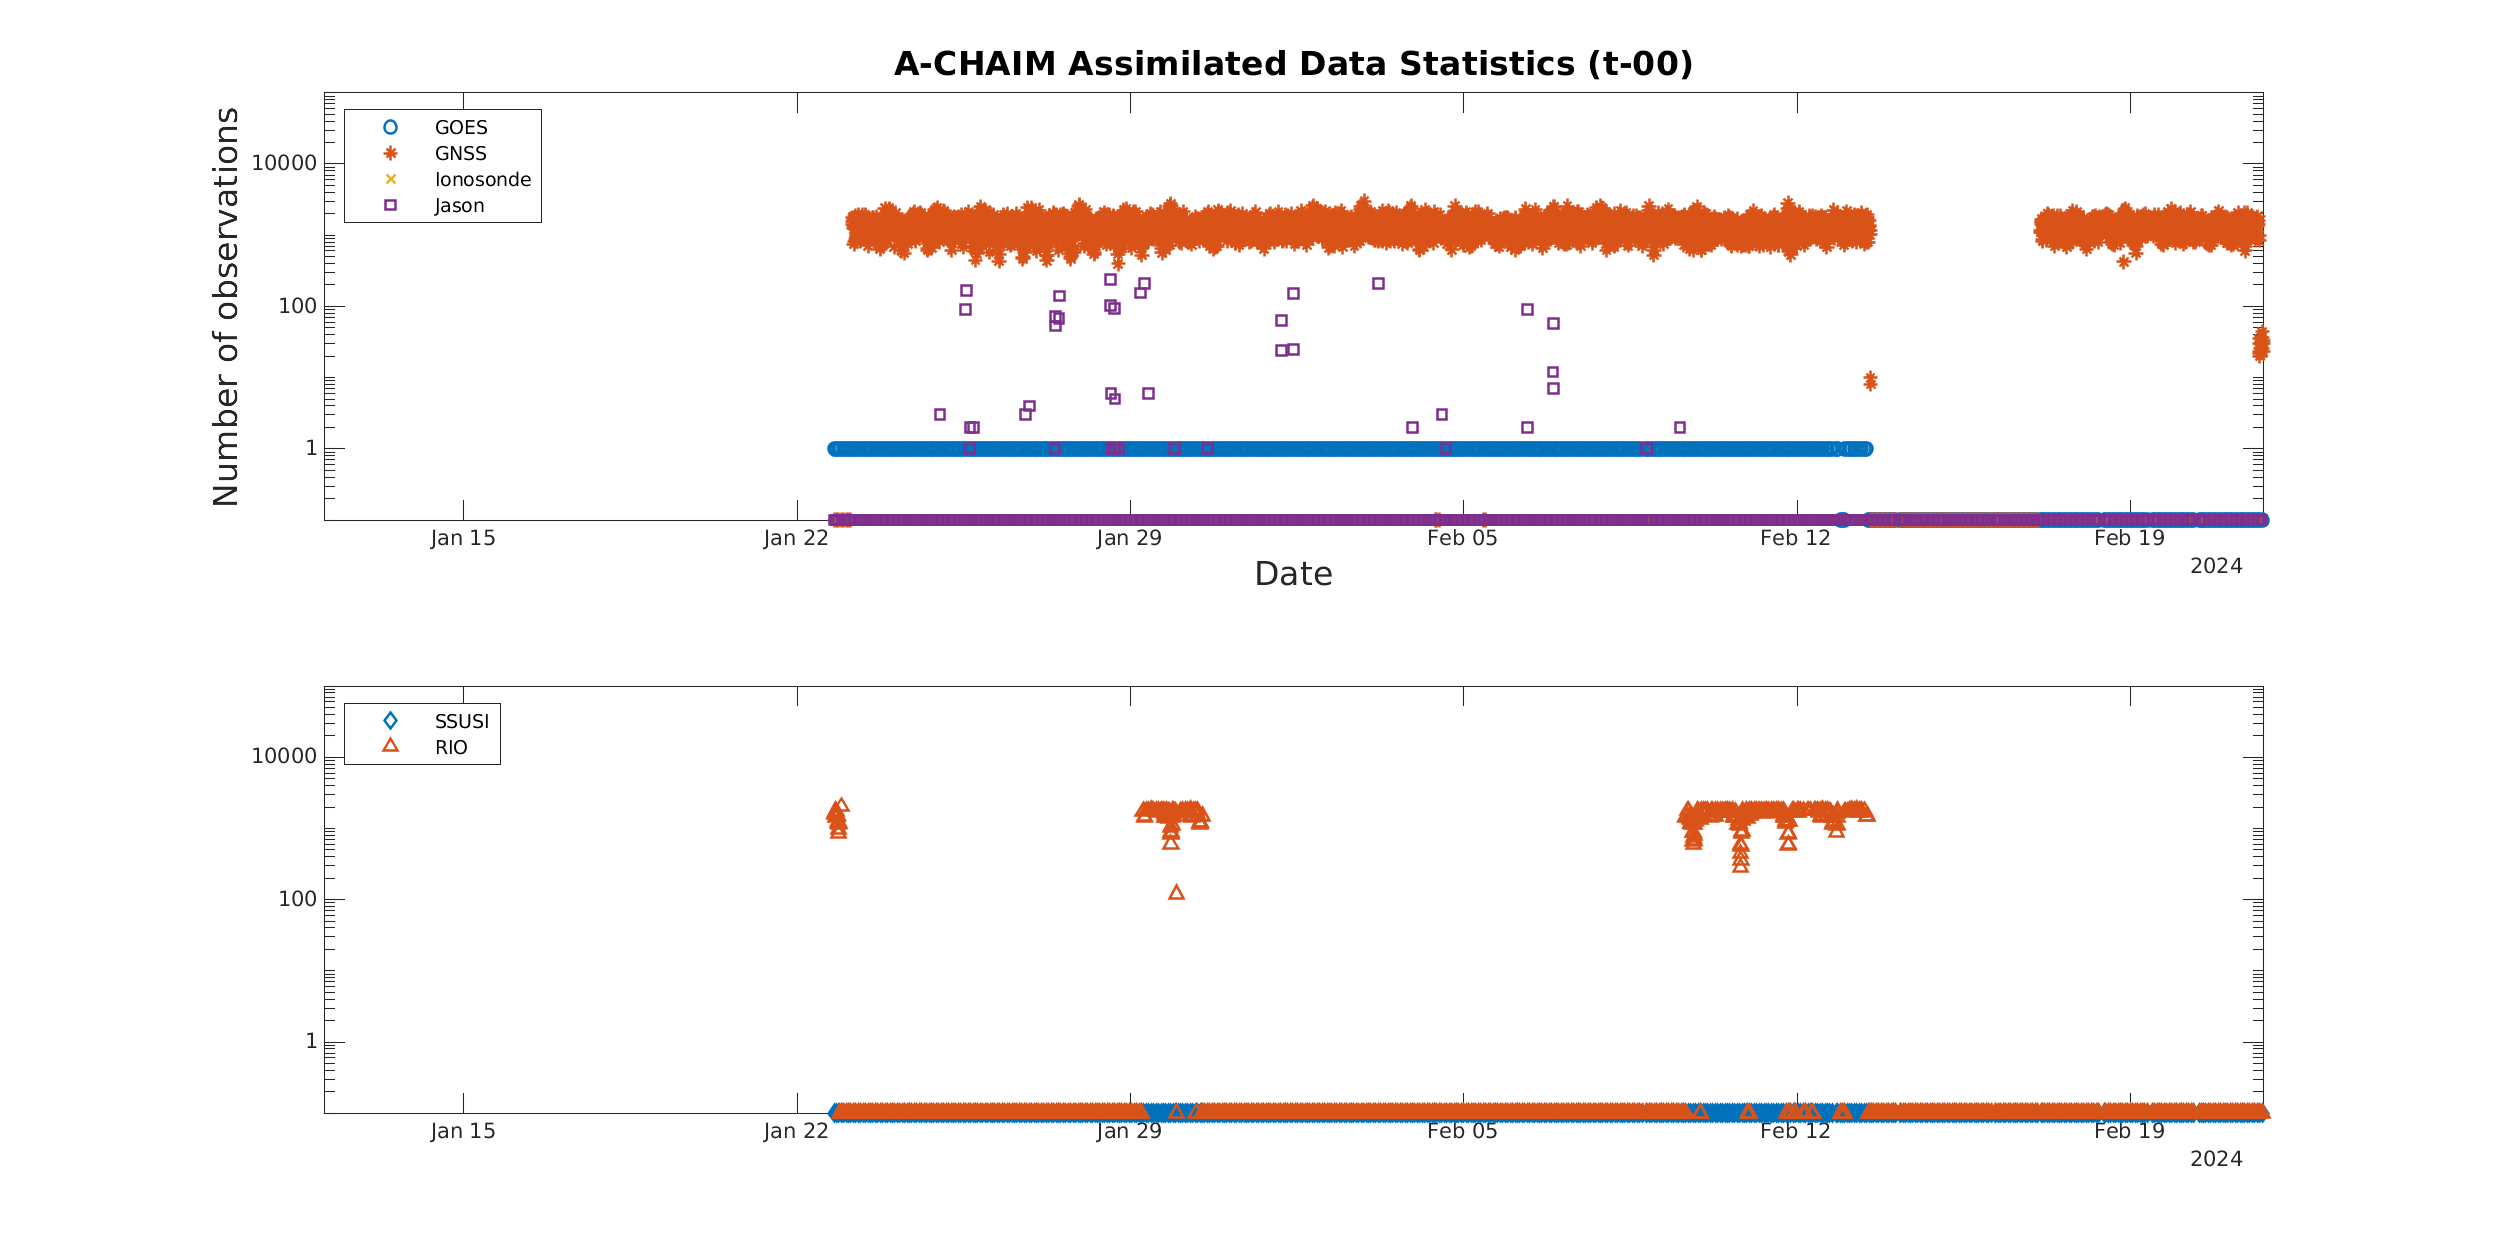 A-CHAIM Assimilated Data Statistics (t-00)
Number of observations
GOES
GNSS
Ionosonde
Jason
10000
100
1
Jan 15 Jan 22 Jan 29 Feb 05 Feb 12 Feb 19
2024
Date
SSUSI
RIO
10000
100
1
Jan 15 Jan 22 Jan 29 Feb 05 Feb 12 Feb 19
2024